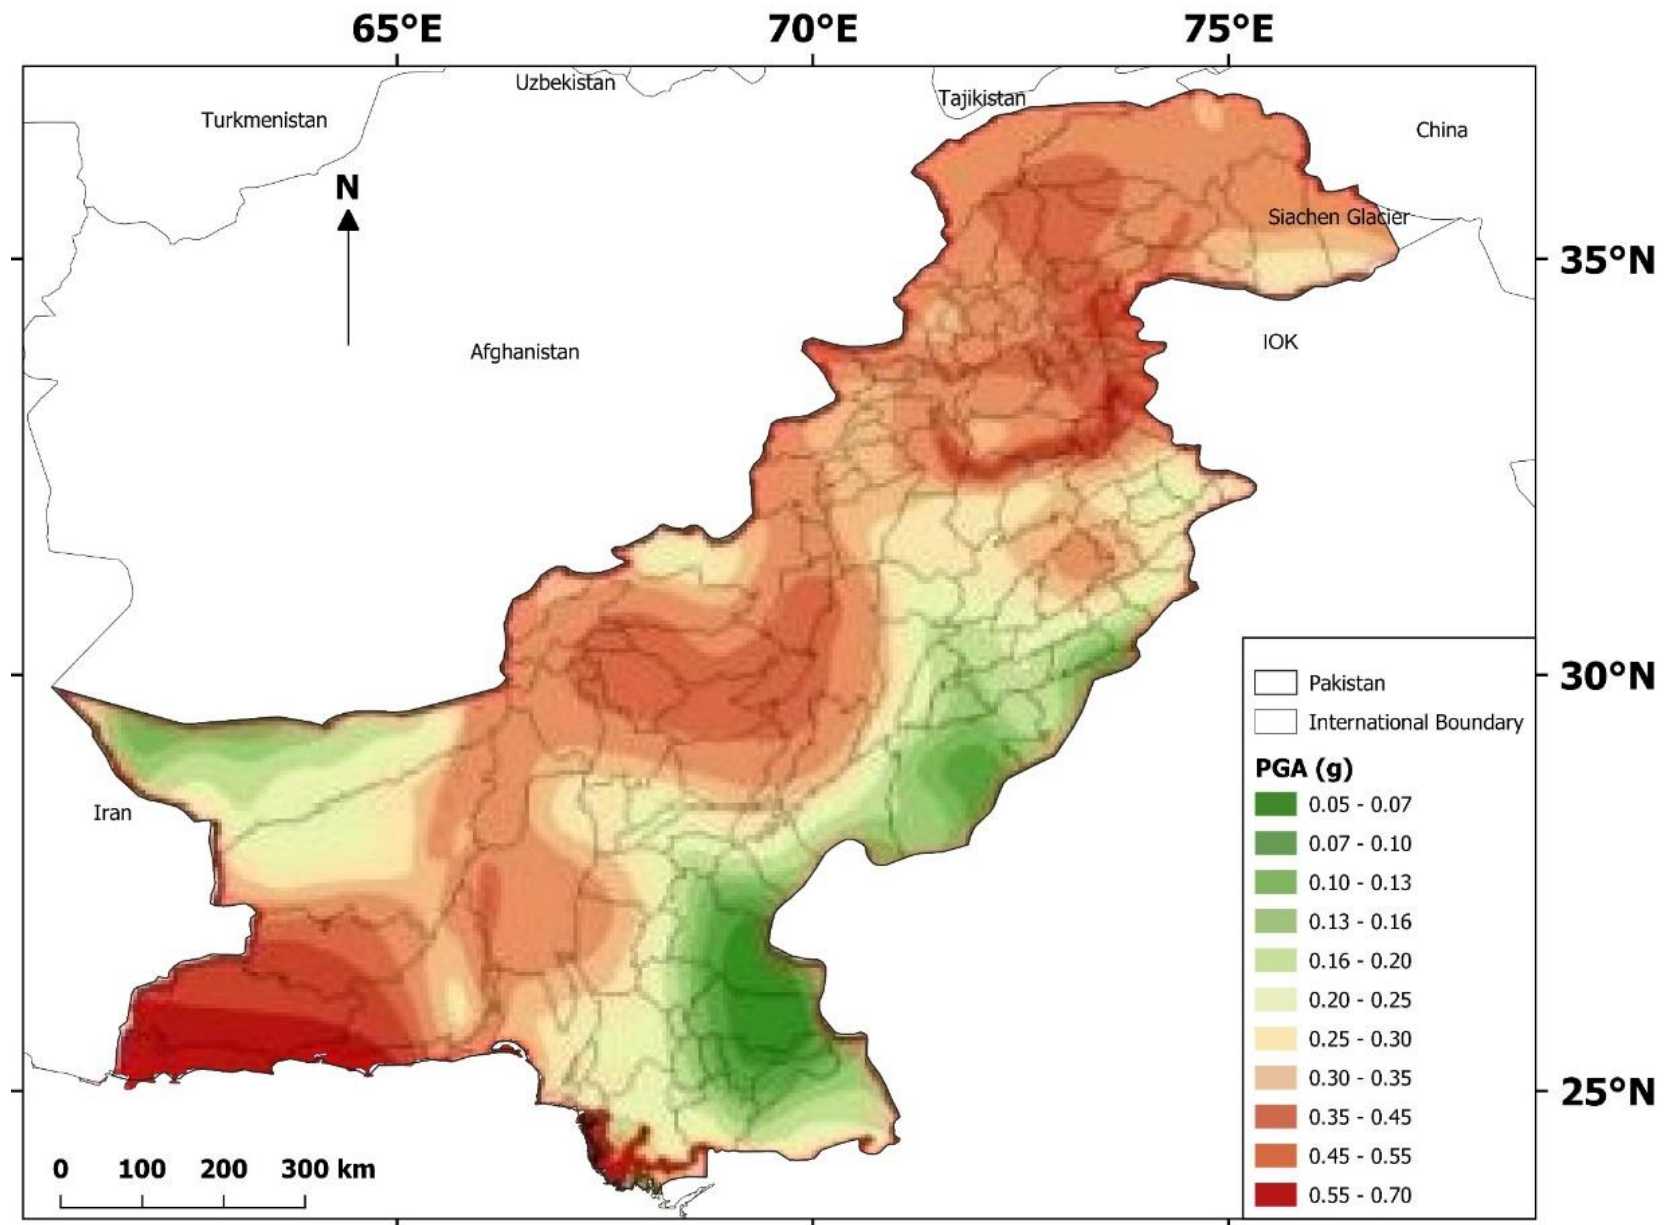 65°E 70°E 75°E
Uzbekistan
Tajikistan
Turkmenistan
China
N
Siachen Glacier
35°N
IOK
Afghanistan
30°N
Pakistan
International Boundary
PGA (g)
Iran
0.05 - 0.07
0.07 - 0.10
0.10 - 0.13
0.13 - 0.16
0.16 - 0.20
0.20 - 0.25
0.25 - 0.30
0.30 - 0.35
25°N
0.35 - 0.45
0.45 - 0.55
0.55 - 0.70
0 100 200 300 km